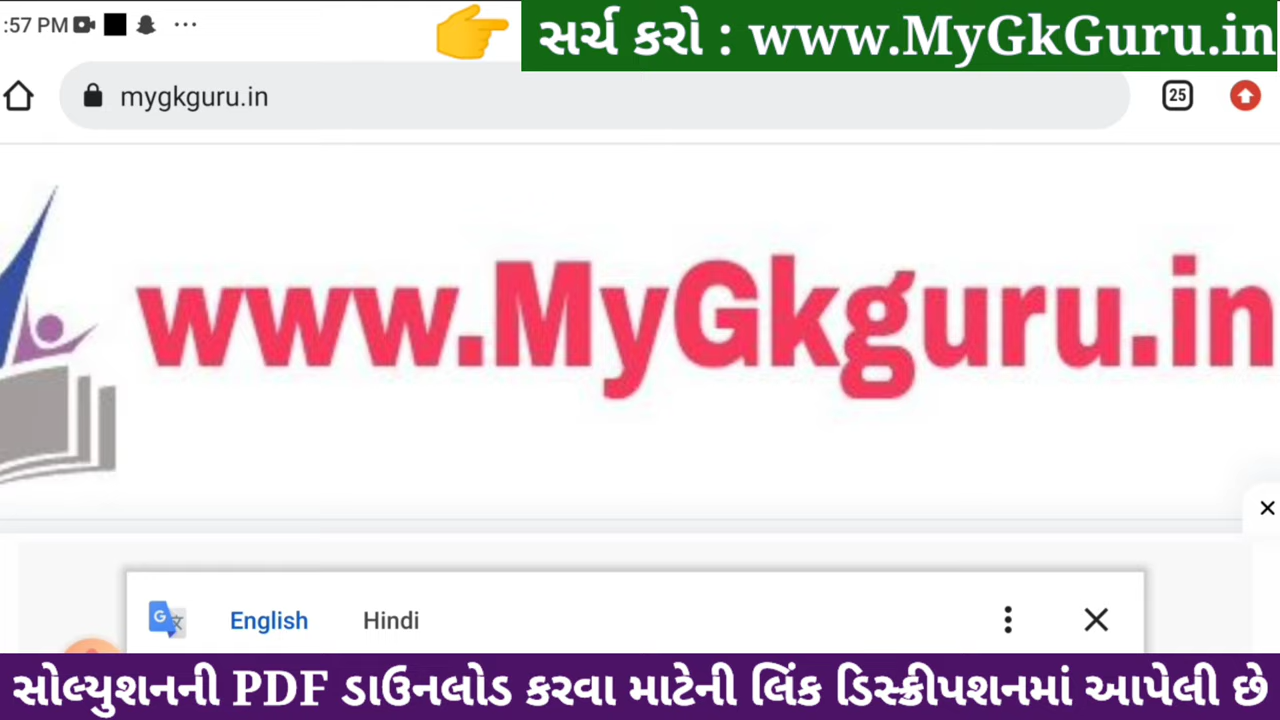 :57 PM
સર્ચ કરો : www.MyGkGuru.in
mygkguru.in
25
www.MyGkguru.in
English Hindi
સોલ્યુશનની PDF ડાઉનલોડ કરવા માટેની લિંક ડિસ્ક્રીપશનમાં આપેલી છે